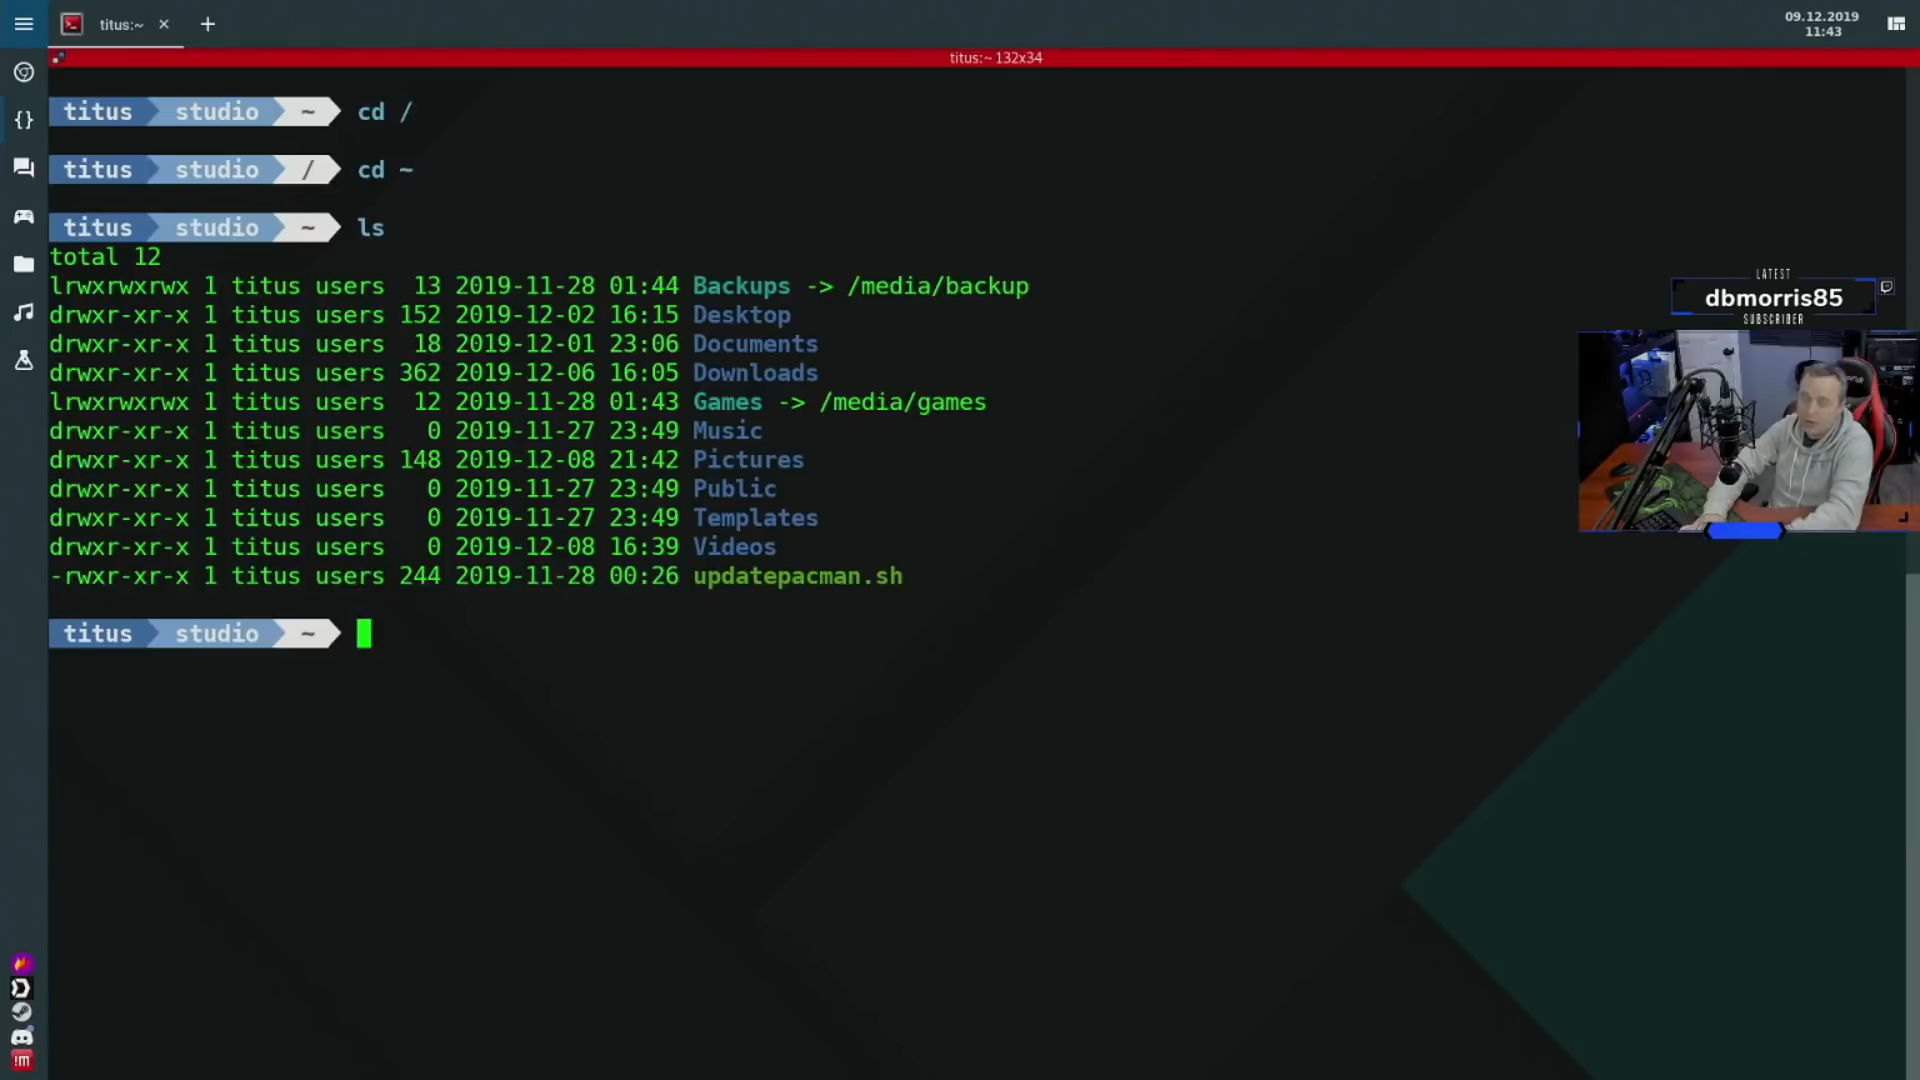 titus:~
09.12.2019
11:43
titus:~ 132x34
titus studio ~ cd /
titus studio / cd ~
titus studio ~ ls
total 12
lrwxrwxrwx 1 titus users 13 2019-11-28 01:44 Backups -> /media/backup
drwxr-xr-x 1 titus users 152 2019-12-02 16:15 Desktop
drwxr-xr-x 1 titus users 18 2019-12-01 23:06 Documents
drwxr-xr-x 1 titus users 362 2019-12-06 16:05 Downloads
lrwxrwxrwx 1 titus users 12 2019-11-28 01:43 Games -> /media/games
drwxr-xr-x 1 titus users 0 2019-11-27 23:49 Music
drwxr-xr-x 1 titus users 148 2019-12-08 21:42 Pictures
drwxr-xr-x 1 titus users 0 2019-11-27 23:49 Public
drwxr-xr-x 1 titus users 0 2019-11-27 23:49 Templates
drwxr-xr-x 1 titus users 0 2019-12-08 16:39 Videos
-rwxr-xr-x 1 titus users 244 2019-11-28 00:26 updatepacman.sh
titus studio ~
LATEST
dbmorris85
SUBSCRIBER
!m